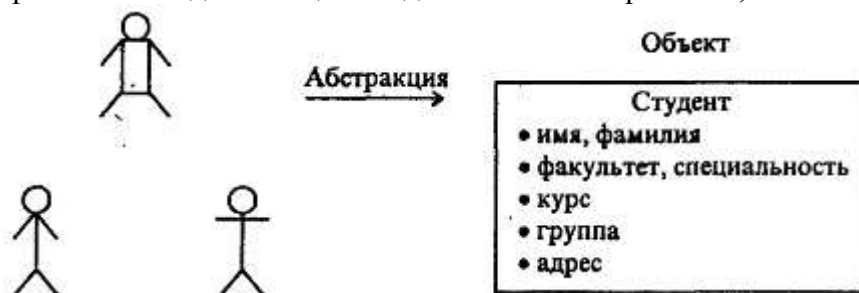 Абстракция
Объект
Студент
• имя, фамилия
• факультет, специальность
• курс
• группа
• адрес